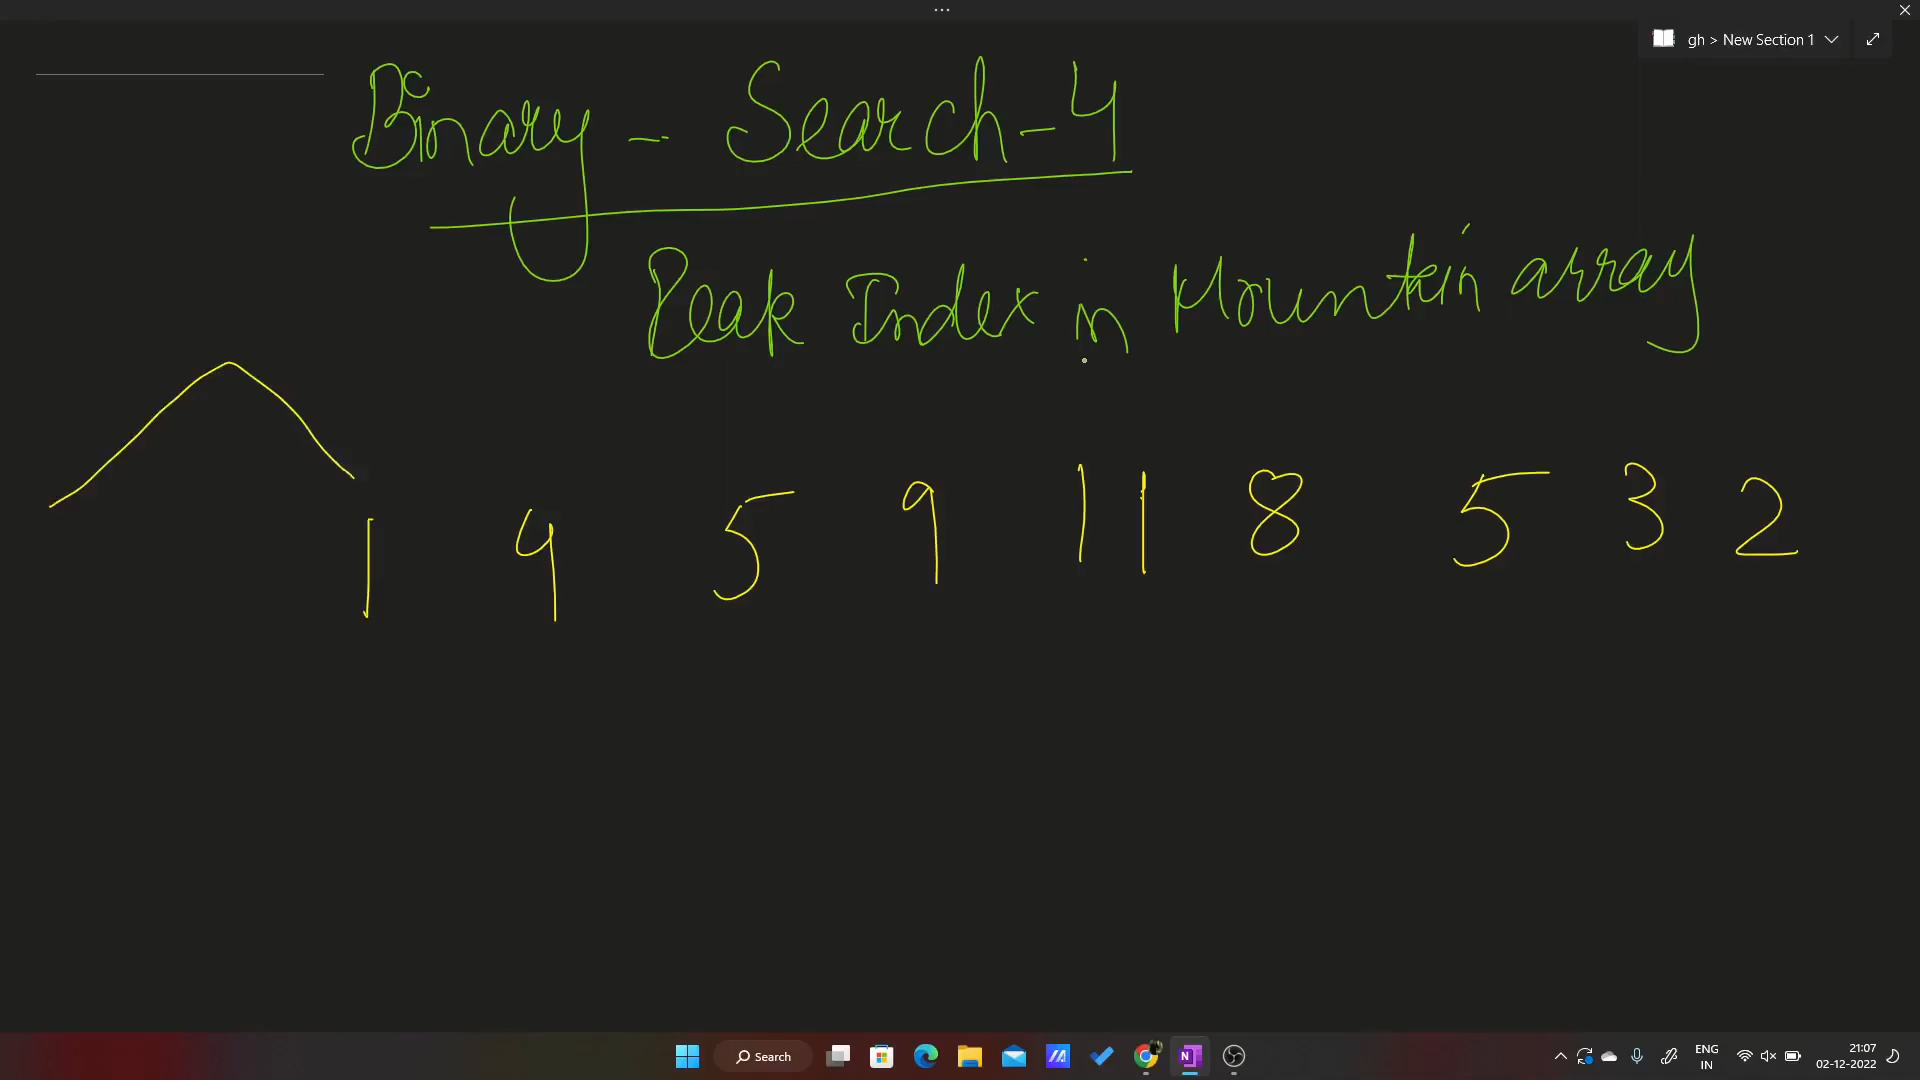 gh > New Section 1
Binary - Search - 4
Peak Index in Mountain array
1 4 5 9 11 8 5 3 2
Search
ENG
IN
21:07
02-12-2022